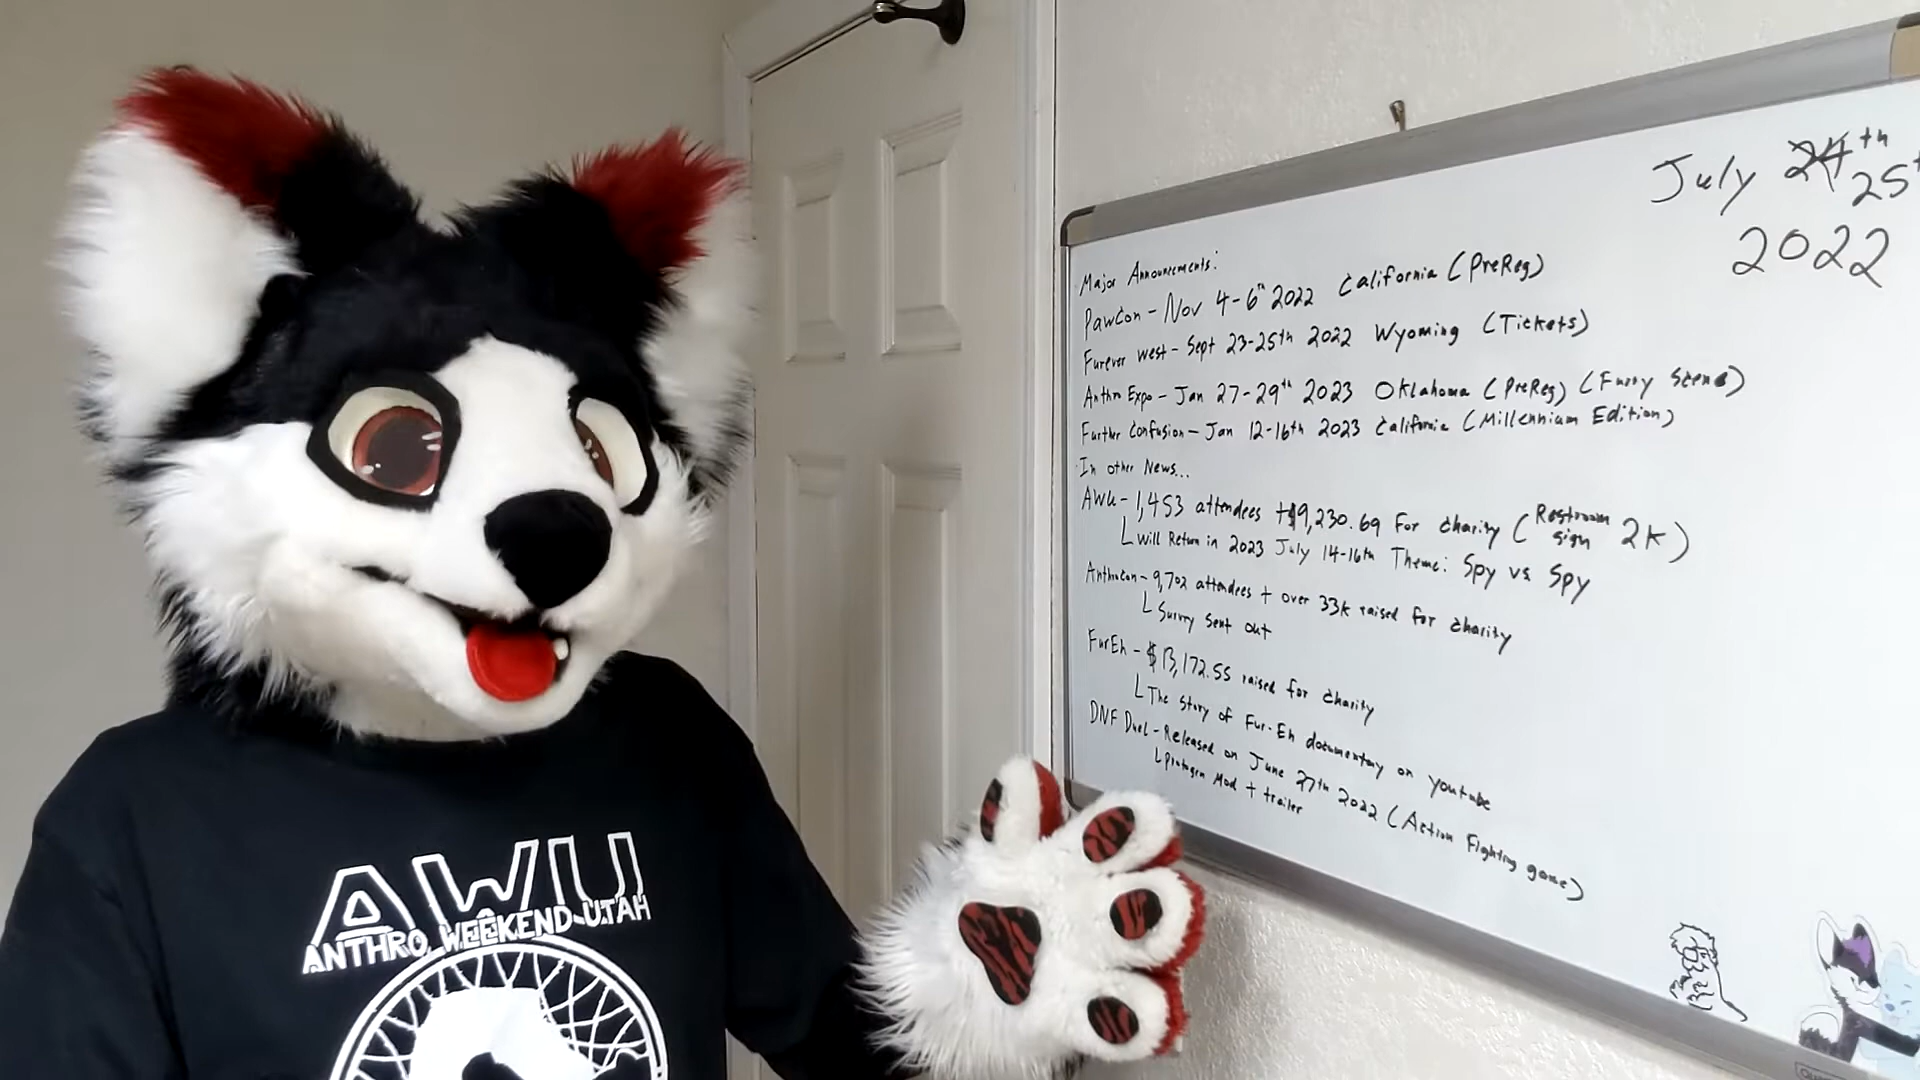 July 24th 25
2022
Major Announcements:
PawCon - Nov 4-6th 2022 California (PreReg)
Furever West - Sept 23-25th 2022 Wyoming (Tickets)
Anthro Expo - Jan 27-29th 2023 Oklahoma (PreReg) (Furry Scene)
Further Confusion - Jan 12-16th 2023 California (Millennium Edition)
In other News...
AWU - 1,453 attendees + $9,230.69 For charity (Restroom sign 2K)
Will Return in 2023 July 14-16th Theme: Spy vs Spy
Anthrocon - 9,702 attendees + over 33K raised for charity
Survry Sent out
FurEh - $13,172.55 raised for charity
The story of Fur-Eh documentary on youtube
DNF Duel - Released on June 27th 2022 (Action Fighting game)
Protogen Mod + trailer
AWU
ANTHRO WEEKEND UTAH